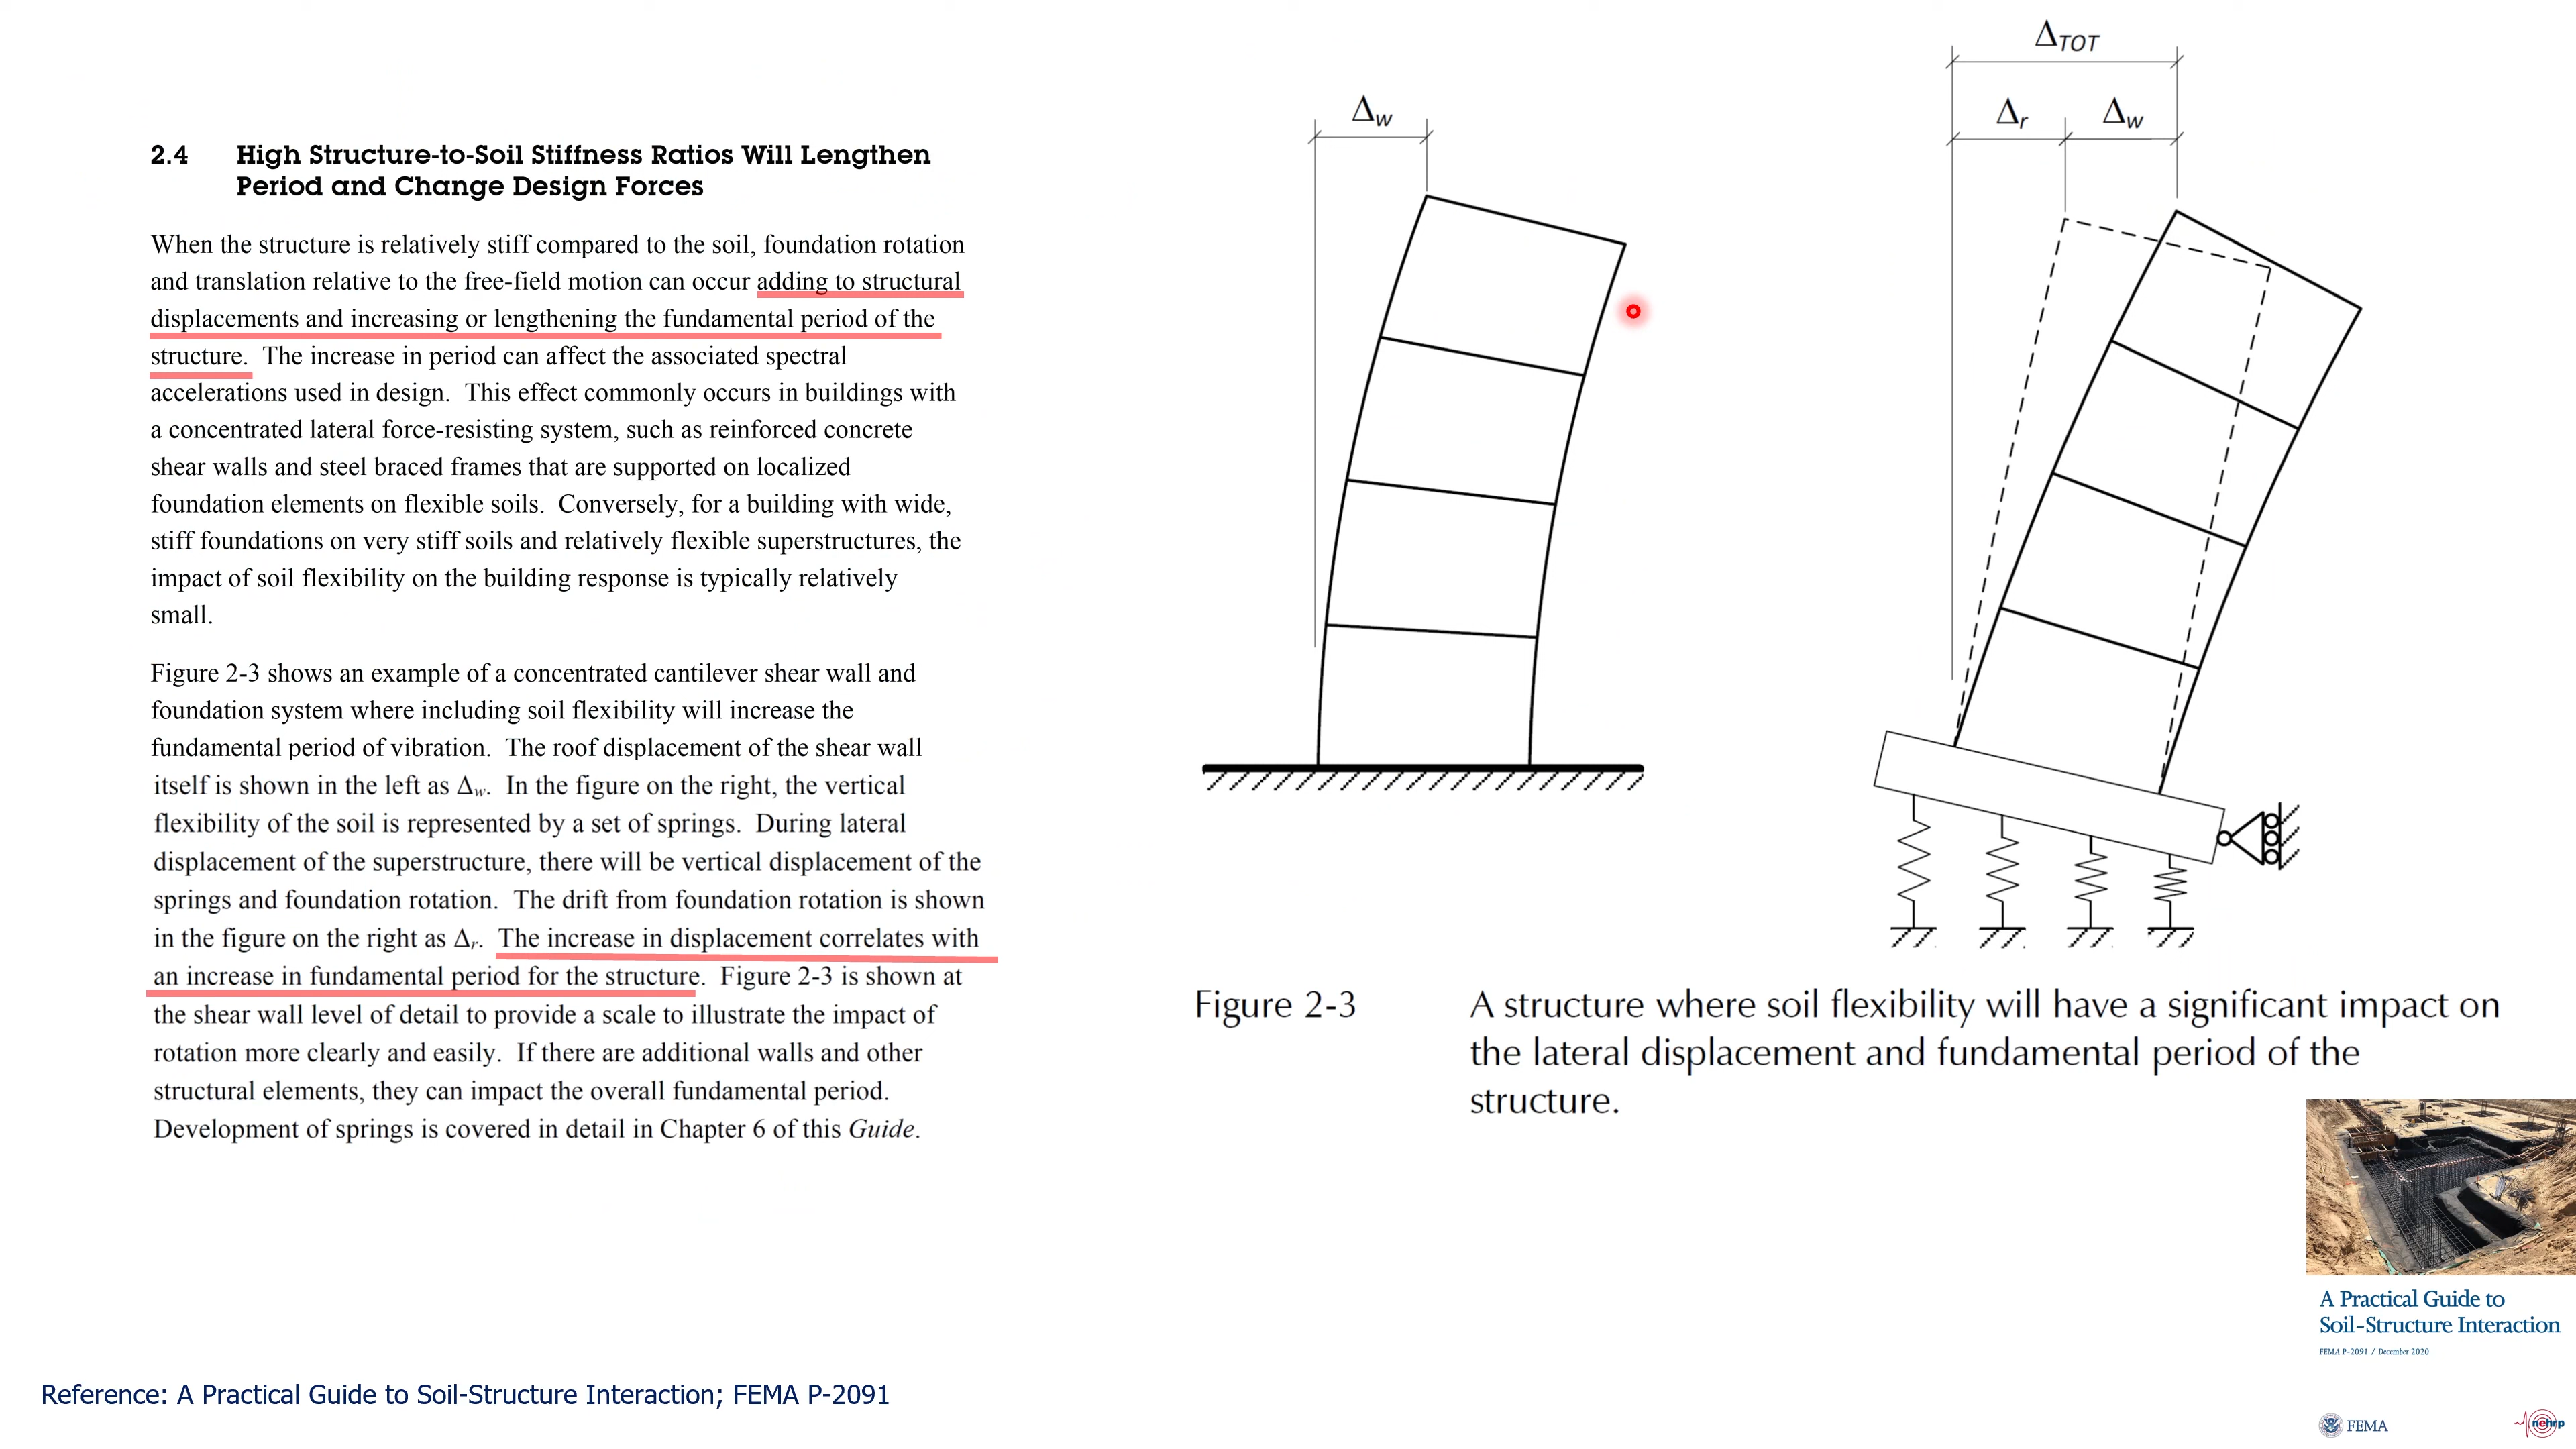 2.4 High Structure-to-Soil Stiffness Ratios Will Lengthen
Period and Change Design Forces
When the structure is relatively stiff compared to the soil, foundation rotation
and translation relative to the free-field motion can occur adding to structural
displacements and increasing or lengthening the fundamental period of the
structure. The increase in period can affect the associated spectral
accelerations used in design. This effect commonly occurs in buildings with
a concentrated lateral force-resisting system, such as reinforced concrete
shear walls and steel braced frames that are supported on localized
foundation elements on flexible soils. Conversely, for a building with wide,
stiff foundations on very stiff soils and relatively flexible superstructures, the
impact of soil flexibility on the building response is typically relatively
small.
Figure 2-3 shows an example of a concentrated cantilever shear wall and
foundation system where including soil flexibility will increase the
fundamental period of vibration. The roof displacement of the shear wall
itself is shown in the left as Δw. In the figure on the right, the vertical
flexibility of the soil is represented by a set of springs. During lateral
displacement of the superstructure, there will be vertical displacement of the
springs and foundation rotation. The drift from foundation rotation is shown
in the figure on the right as Δr. The increase in displacement correlates with
an increase in fundamental period for the structure. Figure 2-3 is shown at
the shear wall level of detail to provide a scale to illustrate the impact of
rotation more clearly and easily. If there are additional walls and other
structural elements, they can impact the overall fundamental period.
Development of springs is covered in detail in Chapter 6 of this Guide.
Δw
ΔTOT
Δr Δw
Figure 2-3 A structure where soil flexibility will have a significant impact on
the lateral displacement and fundamental period of the
structure.
A Practical Guide to
Soil-Structure Interaction
FEMA P-2091 / December 2020
FEMA
nehrp
Reference: A Practical Guide to Soil-Structure Interaction; FEMA P-2091